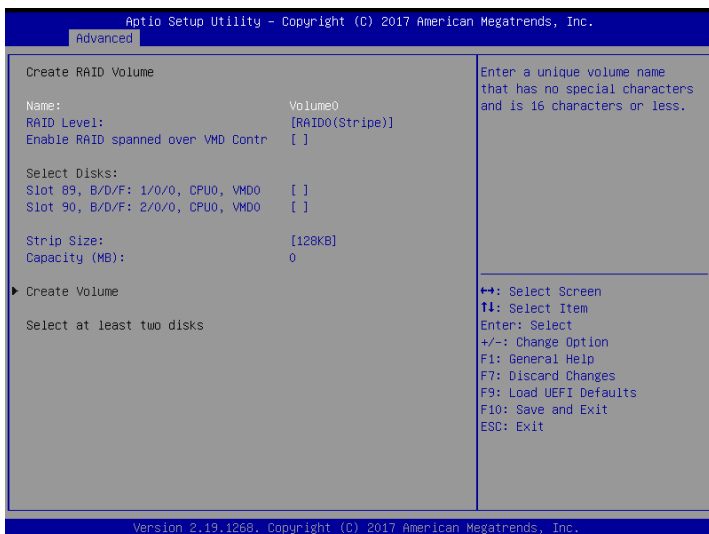 Aptio Setup Utility – Copyright (C) 2017 American Megatrends, Inc.
Advanced
Create RAID Volume
Name: Volume0
RAID Level: [RAID0(Stripe)]
Enable RAID spanned over VMD Contr [ ]
Select Disks:
Slot 89, B/D/F: 1/0/0, CPU0, VMD0 [ ]
Slot 90, B/D/F: 2/0/0, CPU0, VMD0 [ ]
Strip Size: [128KB]
Capacity (MB): 0
Create Volume
Select at least two disks
Enter a unique volume name
that has no special characters
and is 16 characters or less.
↔: Select Screen
↑↓: Select Item
Enter: Select
+/-: Change Option
F1: General Help
F7: Discard Changes
F9: Load UEFI Defaults
F10: Save and Exit
ESC: Exit
Version 2.19.1268. Copyright (C) 2017 American Megatrends, Inc.